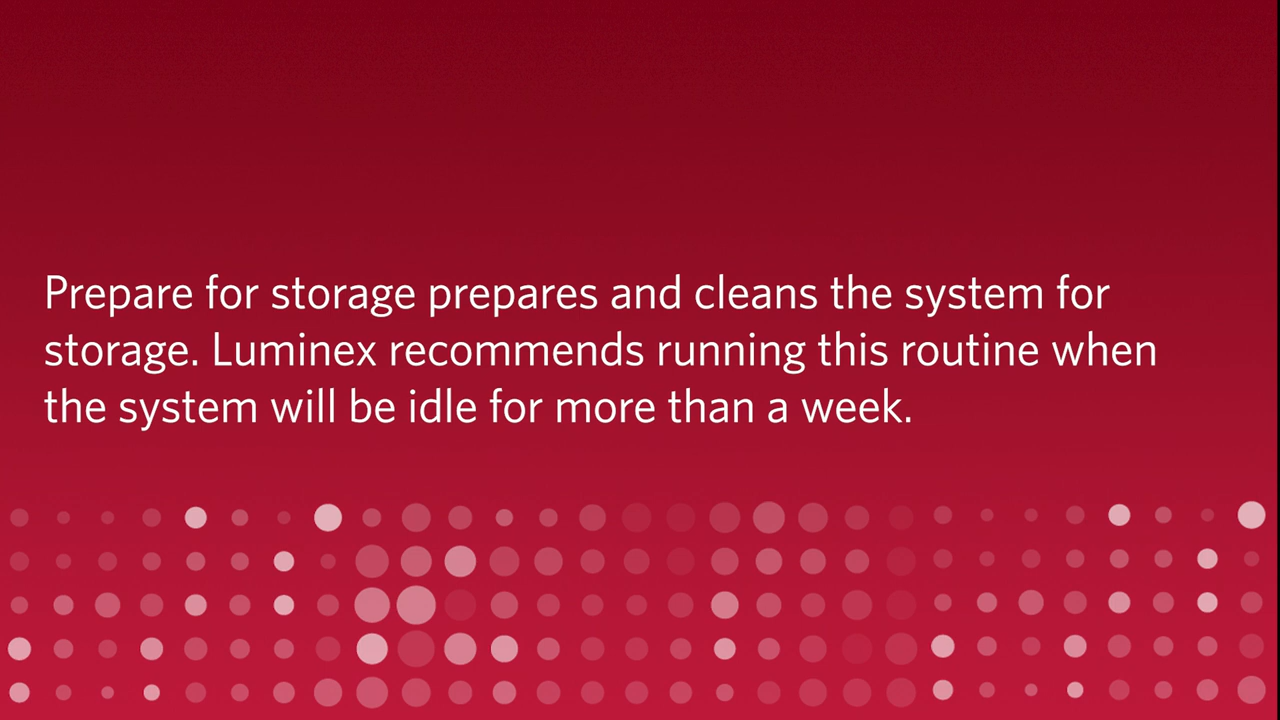 Prepare for storage prepares and cleans the system for
storage. Luminex recommends running this routine when
the system will be idle for more than a week.